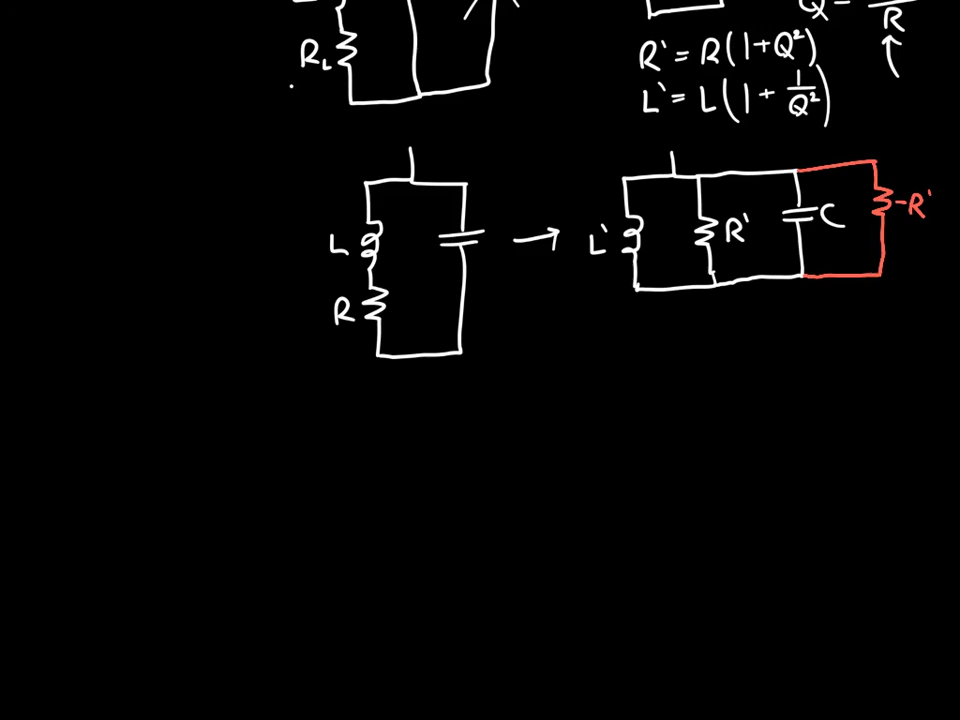 Q = 
R
R_L
R' = R(1+Q²)
L' = L(1 + 1/Q²)
L
R
L'
R'
C
-R'